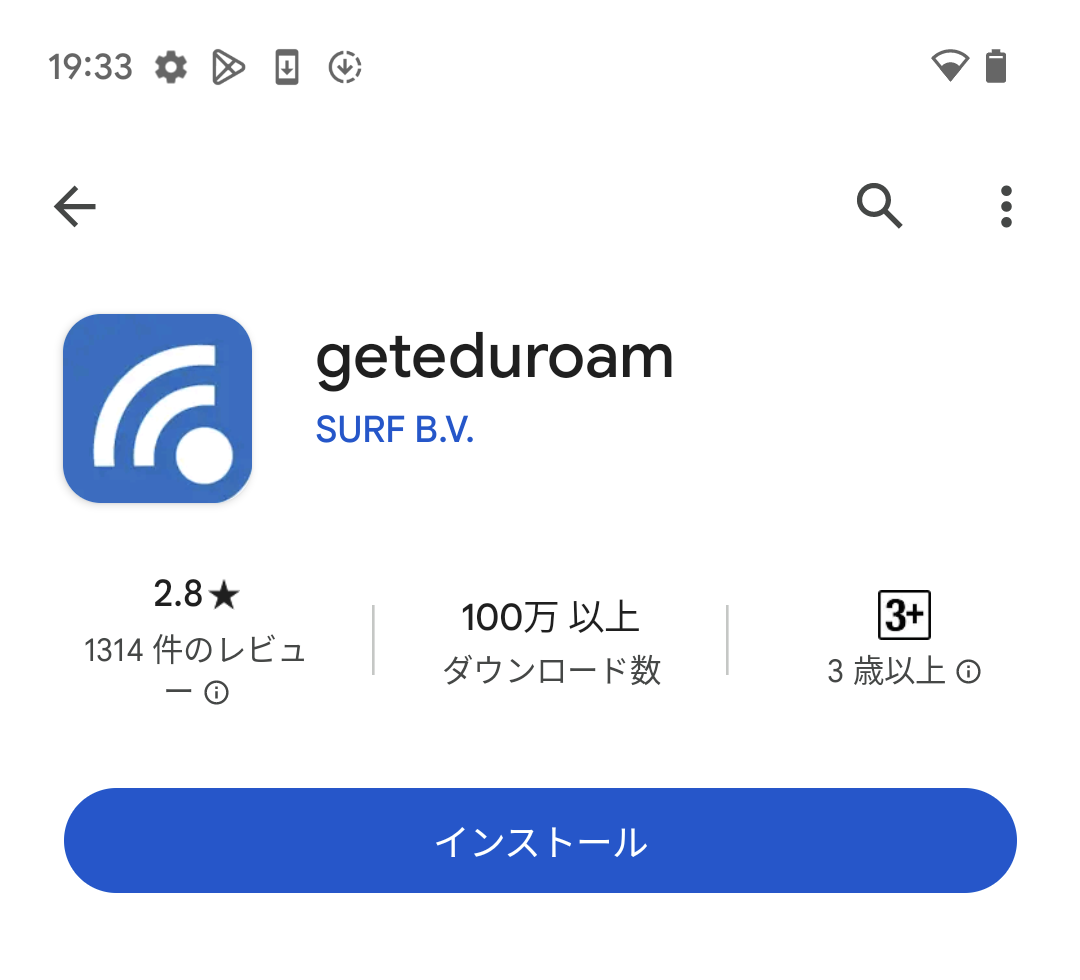 19:33
geteduroam
SURF B.V.
2.8★
1314 件のレビュ
ー
100万 以上
ダウンロード数
3+
3 歳以上
インストール